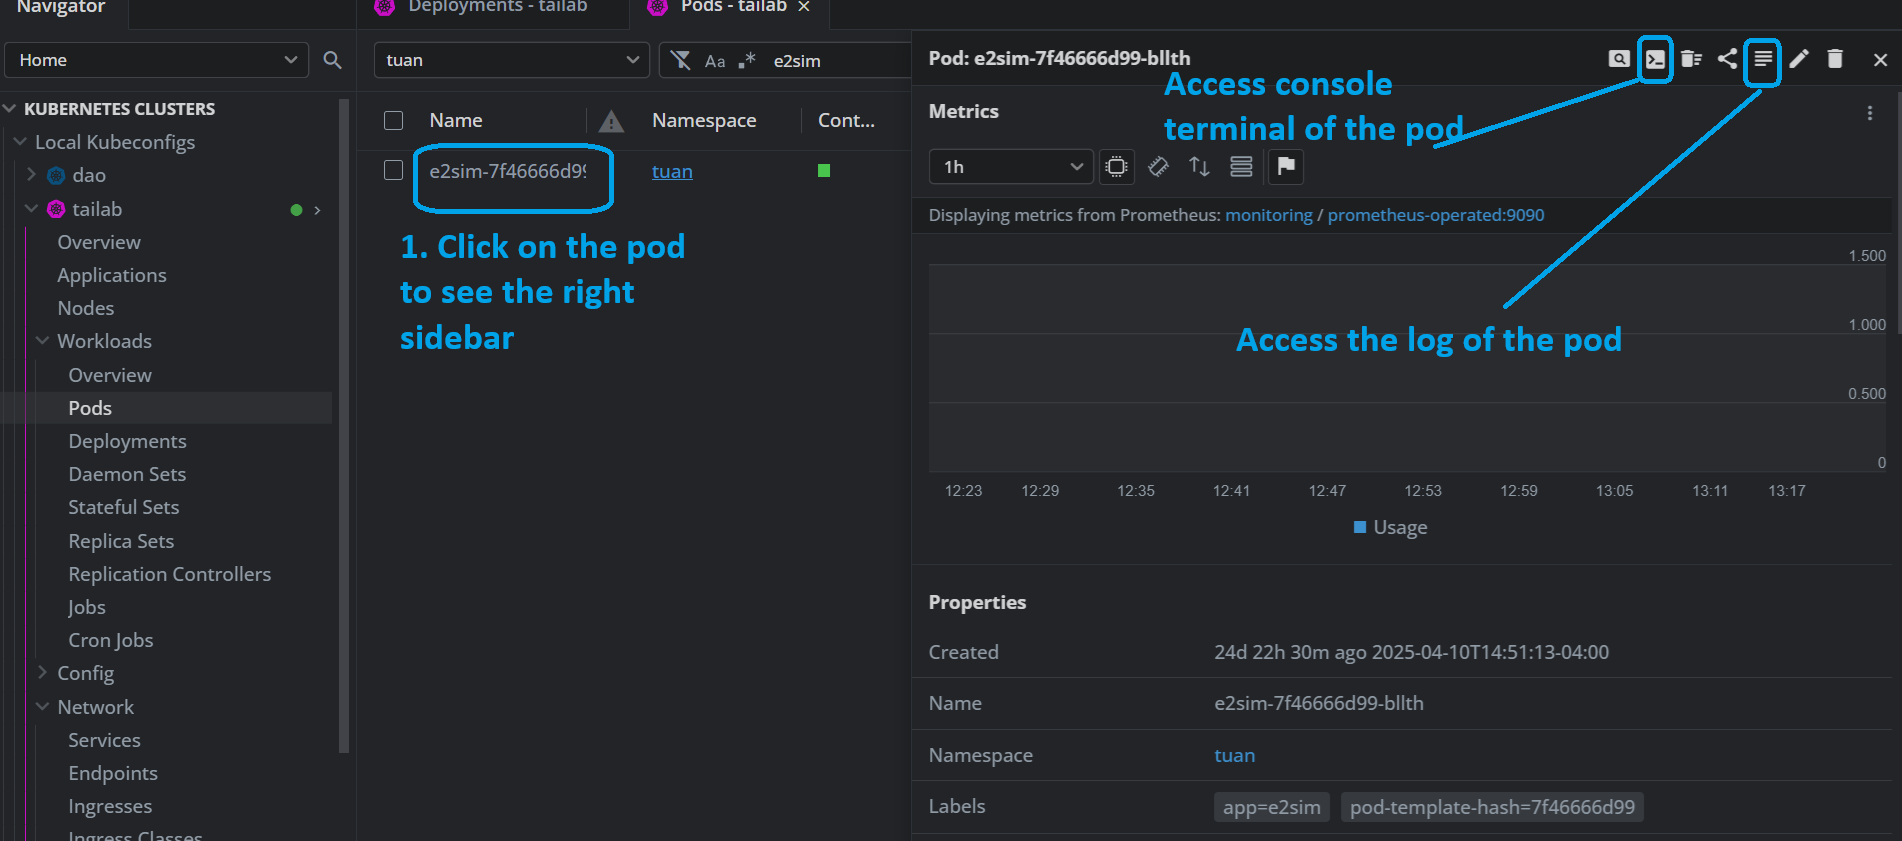 Navigator
Deployments - tailab
Pods - tailab
Home
tuan
Aa
e2sim
Pod: e2sim-7f46666d99-bllth
KUBERNETES CLUSTERS
Local Kubeconfigs
dao
tailab
Overview
Applications
Nodes
Workloads
Overview
Pods
Deployments
Daemon Sets
Stateful Sets
Replica Sets
Replication Controllers
Jobs
Cron Jobs
Config
Network
Services
Endpoints
Ingresses
Ingress Classes
Name
Namespace
Cont...
e2sim-7f46666d99
tuan
1. Click on the pod
to see the right
sidebar
Access console
terminal of the pod
Metrics
1h
Displaying metrics from Prometheus: monitoring / prometheus-operated:9090
1.500
1.000
Access the log of the pod
0.500
0
12:23 12:29 12:35 12:41 12:47 12:53 12:59 13:05 13:11 13:17
Usage
Properties
Created 24d 22h 30m ago 2025-04-10T14:51:13-04:00
Name e2sim-7f46666d99-bllth
Namespace tuan
Labels app=e2sim pod-template-hash=7f46666d99